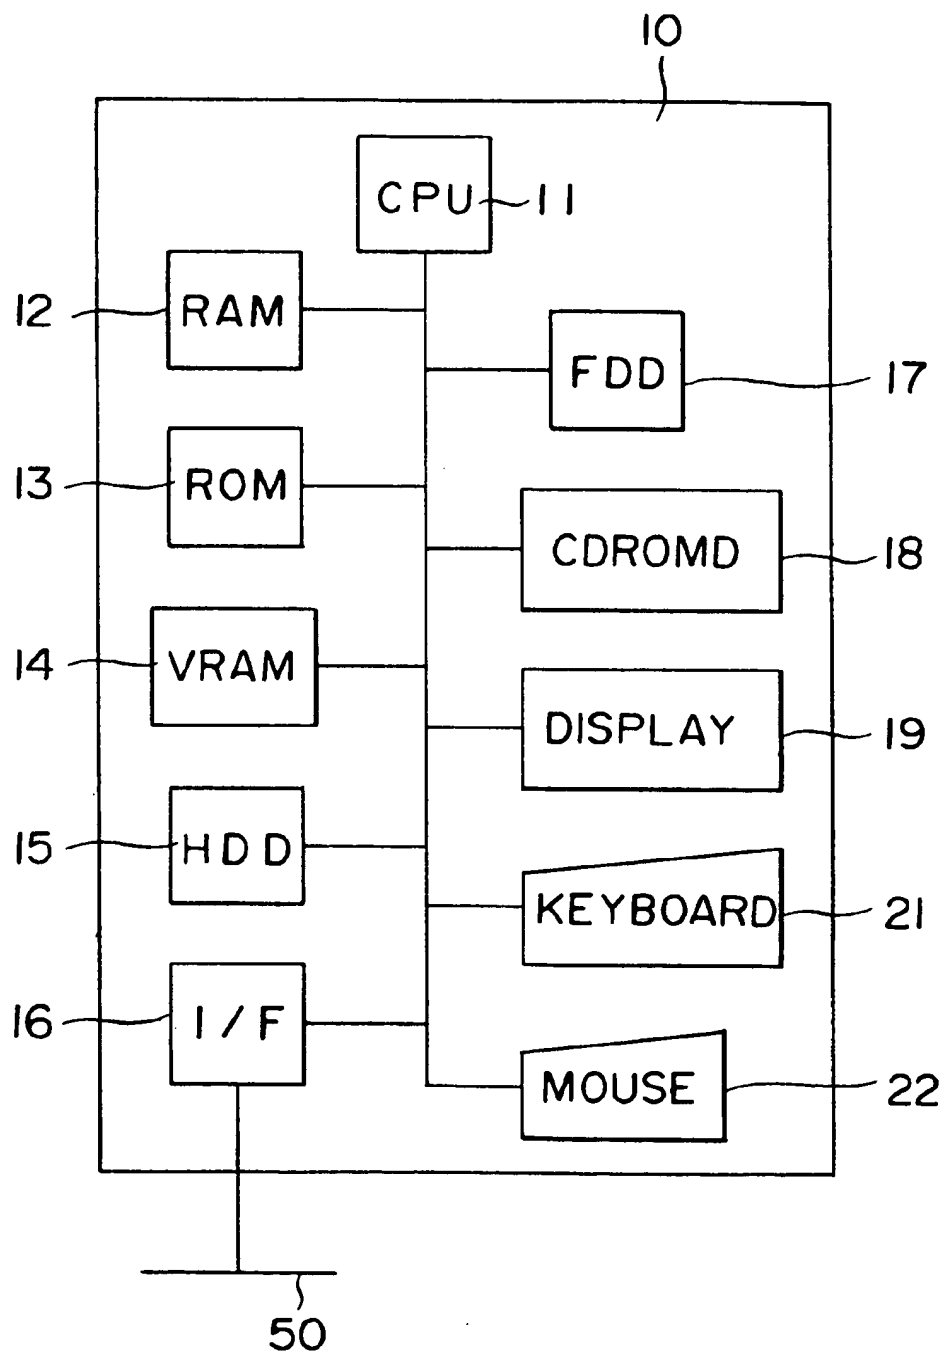 10
CPU 11
12 RAM
FDD 17
13 ROM
CDROMD 18
14 VRAM
DISPLAY 19
15 HDD
KEYBOARD 21
16 I/F
MOUSE 22
50